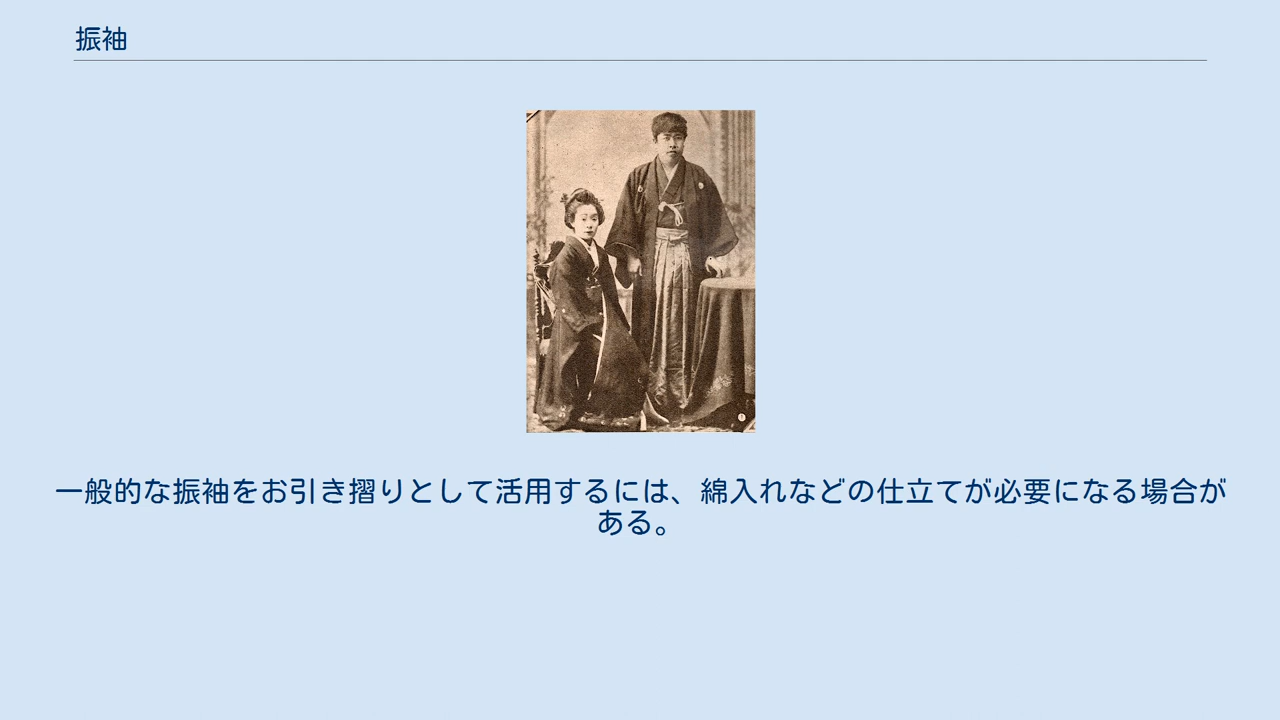 振袖
一般的な振袖をお引き摺りとして活用するには、綿入れなどの仕立てが必要になる場合が
ある。